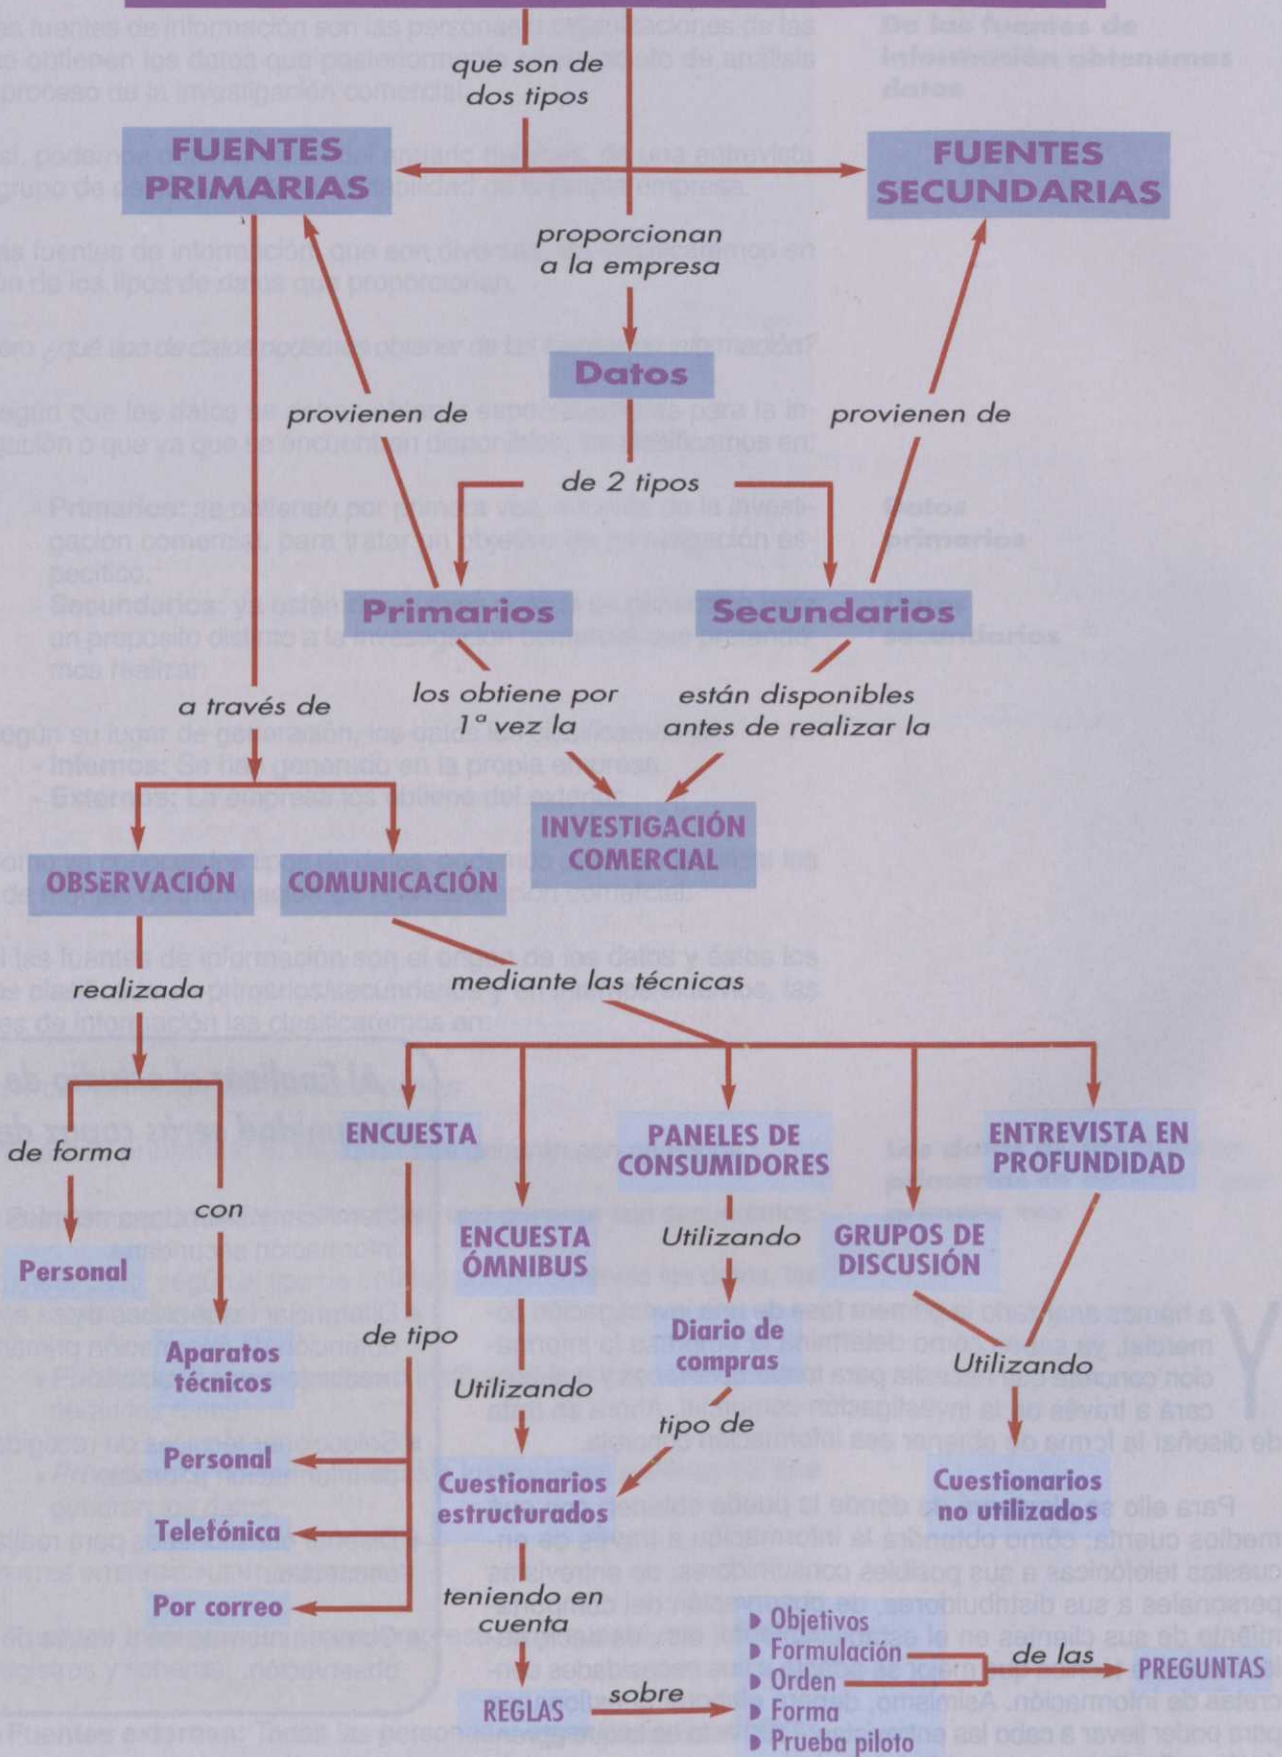 que son de
dos tipos
FUENTES
PRIMARIAS
FUENTES
SECUNDARIAS
proporcionan
a la empresa
Datos
provienen de
provienen de
de 2 tipos
Primarios
Secundarios
a través de
los obtiene por
1ª vez la
están disponibles
antes de realizar la
INVESTIGACIÓN
COMERCIAL
OBSERVACIÓN
COMUNICACIÓN
realizada
mediante las técnicas
de forma
con
Personal
Aparatos
técnicos
ENCUESTA
PANELES DE
CONSUMIDORES
ENTREVISTA EN
PROFUNDIDAD
ENCUESTA
ÓMNIBUS
Utilizando
GRUPOS DE
DISCUSIÓN
de tipo
Diario de
compras
Utilizando
Utilizando
tipo de
Personal
Telefónica
Por correo
Cuestionarios
estructurados
Cuestionarios
no utilizados
teniendo en
cuenta
REGLAS
sobre
Objetivos
Formulación
Orden
Forma
Prueba piloto
de las
PREGUNTAS